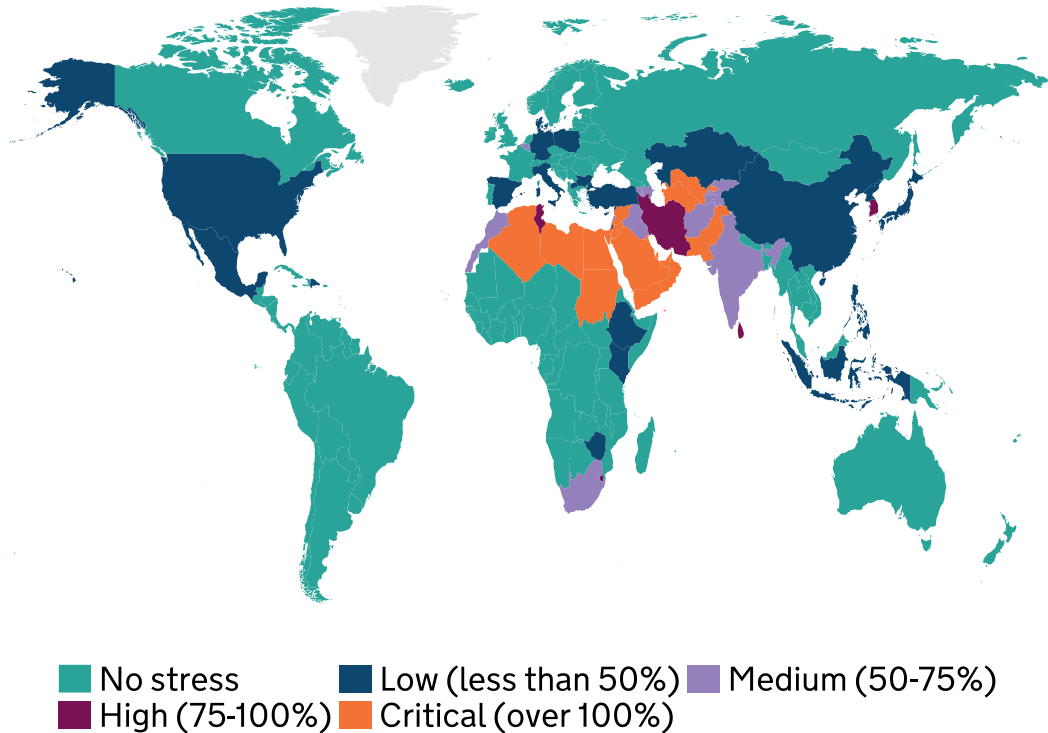 No stress Low (less than 50%) Medium (50-75%)
High (75-100%) Critical (over 100%)